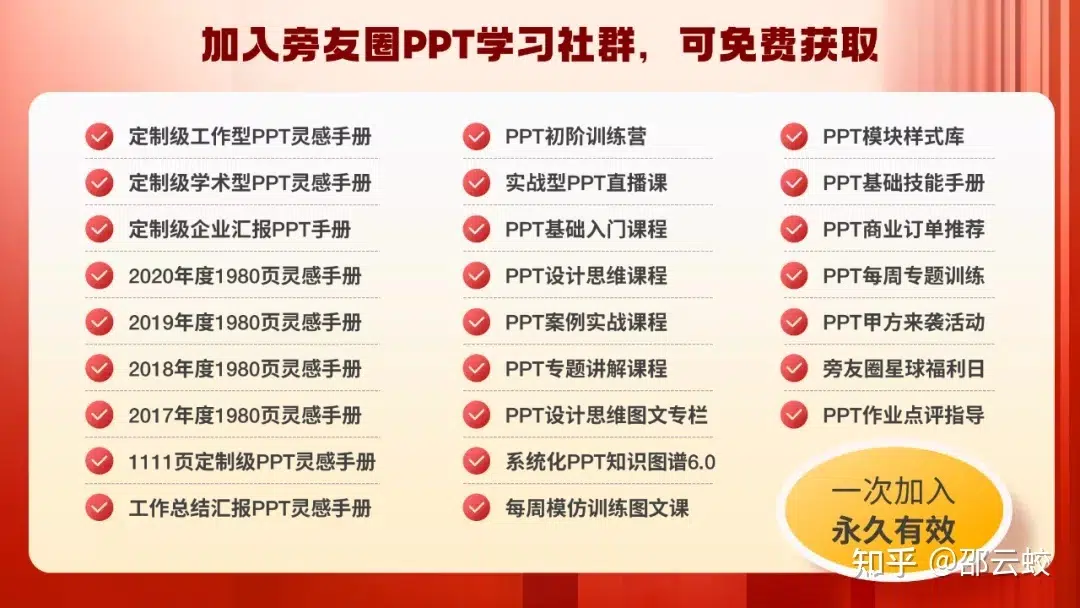 加入旁友圈PPT学习社群，可免费获取
定制级工作型PPT灵感手册
定制级学术型PPT灵感手册
定制级企业汇报PPT手册
2020年度1980页灵感手册
2019年度1980页灵感手册
2018年度1980页灵感手册
2017年度1980页灵感手册
1111页定制级PPT灵感手册
工作总结汇报PPT灵感手册
PPT初阶训练营
实战型PPT直播课
PPT基础入门课程
PPT设计思维课程
PPT案例实战课程
PPT专题讲解课程
PPT设计思维图文专栏
系统化PPT知识图谱6.0
每周模仿训练图文课
PPT模块样式库
PPT基础技能手册
PPT商业订单推荐
PPT每周专题训练
PPT甲方来袭活动
旁友圈星球福利日
PPT作业点评指导
一次加入
永久有效
知乎 @邵云蛟